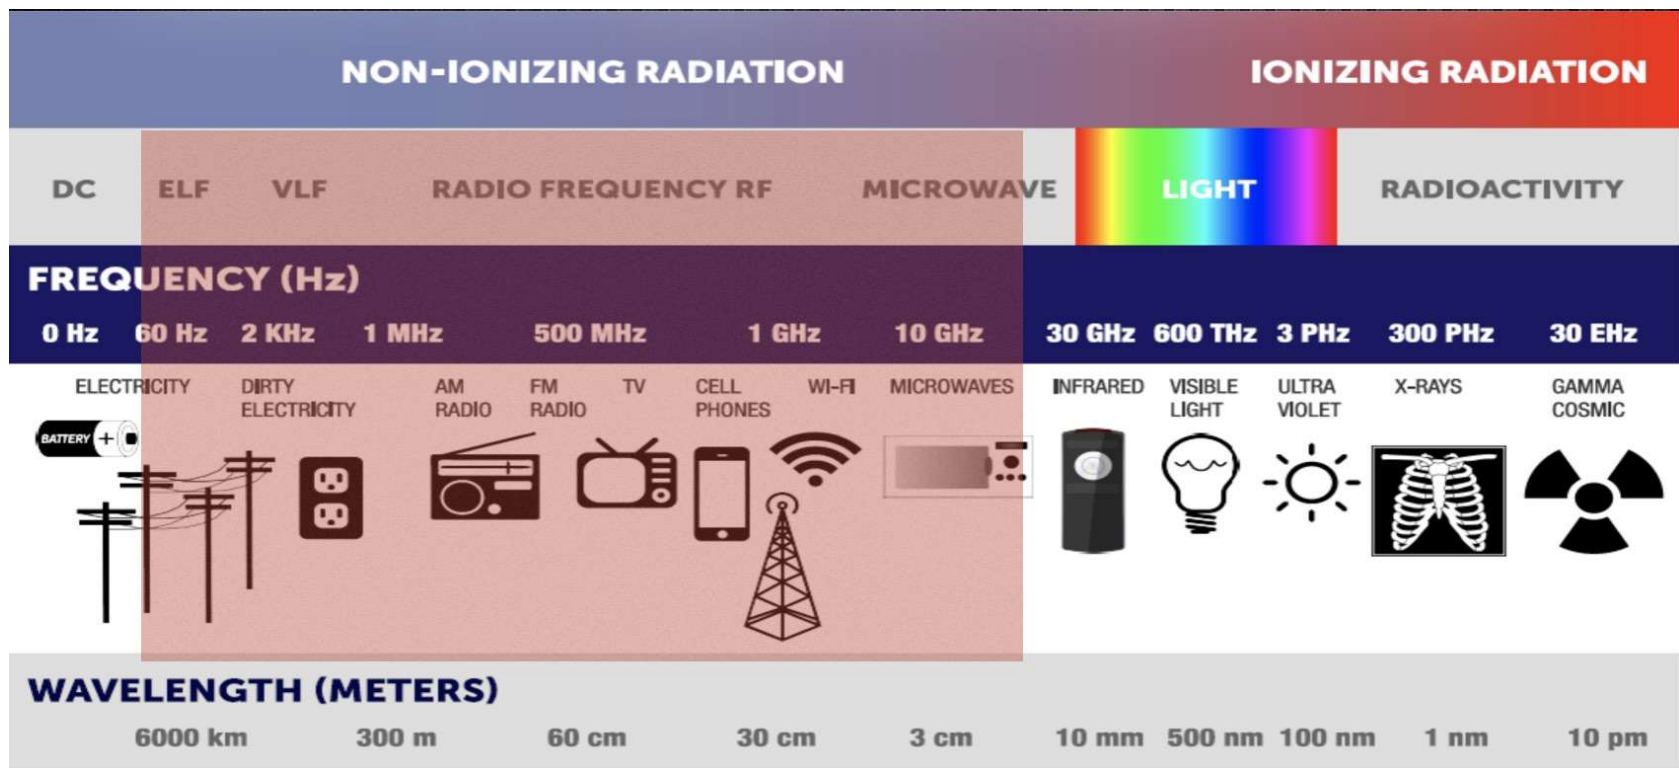 NON-IONIZING RADIATION IONIZING RADIATION
DC ELF VLF RADIO FREQUENCY RF MICROWAVE LIGHT RADIOACTIVITY
FREQUENCY (Hz)
0 Hz 60 Hz 2 KHz 1 MHz 500 MHz 1 GHz 10 GHz 30 GHz 600 THz 3 PHz 300 PHz 30 EHz
ELECTRICITY DIRTY AM FM TV CELL WI-FI MICROWAVES INFRARED VISIBLE ULTRA X-RAYS GAMMA
ELECTRICITY RADIO RADIO PHONES LIGHT VIOLET COSMIC
BATTERY +
WAVELENGTH (METERS)
6000 km 300 m 60 cm 30 cm 3 cm 10 mm 500 nm 100 nm 1 nm 10 pm